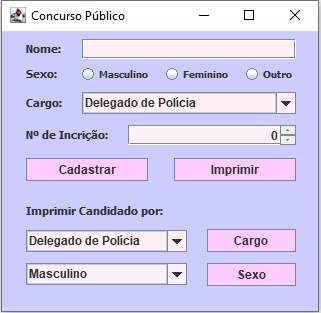 Concurso Público
Nome:
Sexo: Masculino Feminino Outro
Cargo: Delegado de Polícia
Nº de Incrição: 0
Cadastrar Imprimir
Imprimir Candidado por:
Delegado de Polícia Cargo
Masculino Sexo